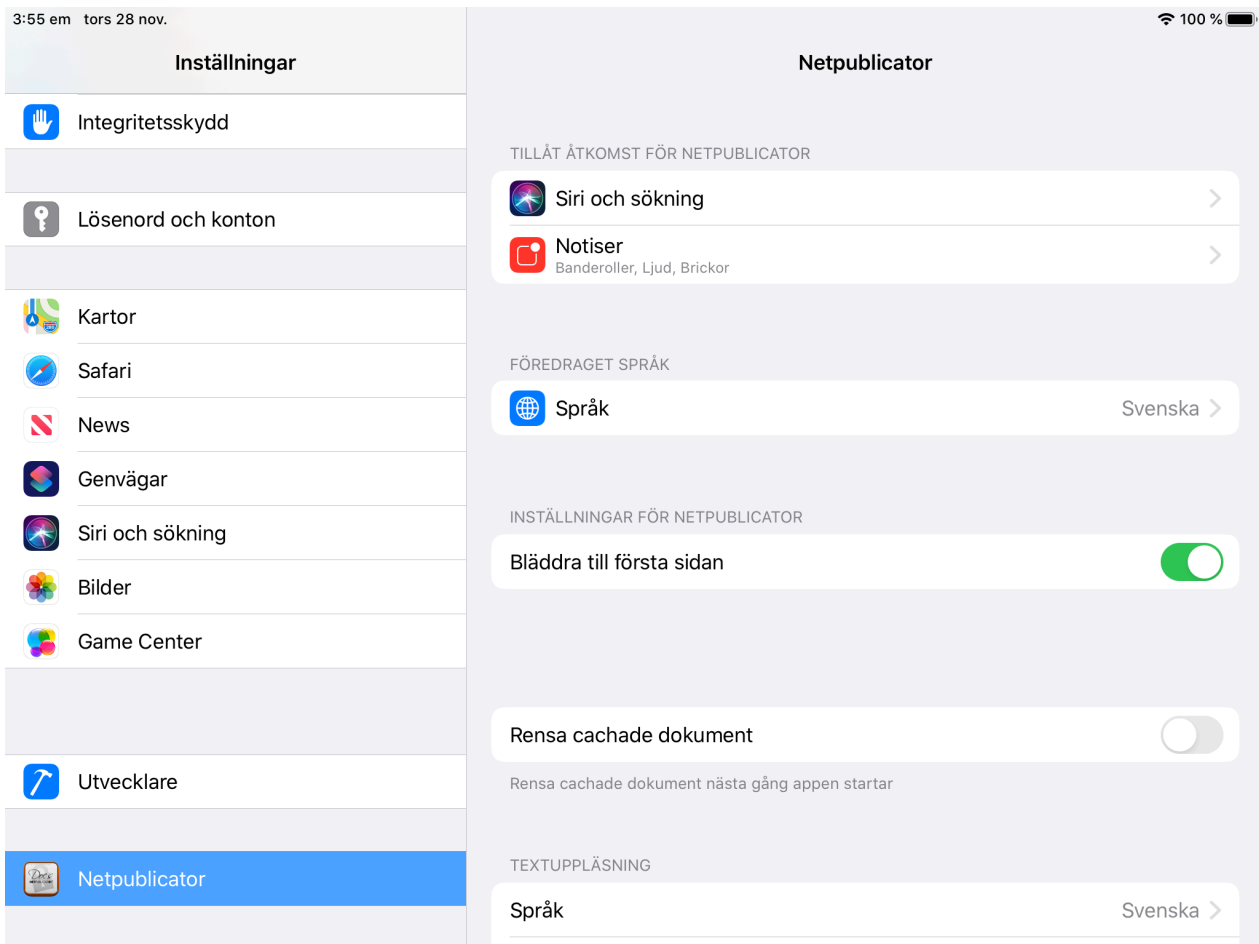 3:55 em tors 28 nov.
100 %
Inställningar
Integritetsskydd
Lösenord och konton
Kartor
Safari
News
Genvägar
Siri och sökning
Bilder
Game Center
Utvecklare
Docs
Netpublicator
Netpublicator
TILLÅT ÅTKOMST FÖR NETPUBLICATOR
Siri och sökning
Notiser
Banderoller, Ljud, Brickor
FÖREDRAGET SPRÅK
Språk Svenska
INSTÄLLNINGAR FÖR NETPUBLICATOR
Bläddra till första sidan
Rensa cachade dokument
Rensa cachade dokument nästa gång appen startar
TEXTUPPLÄSNING
Språk Svenska